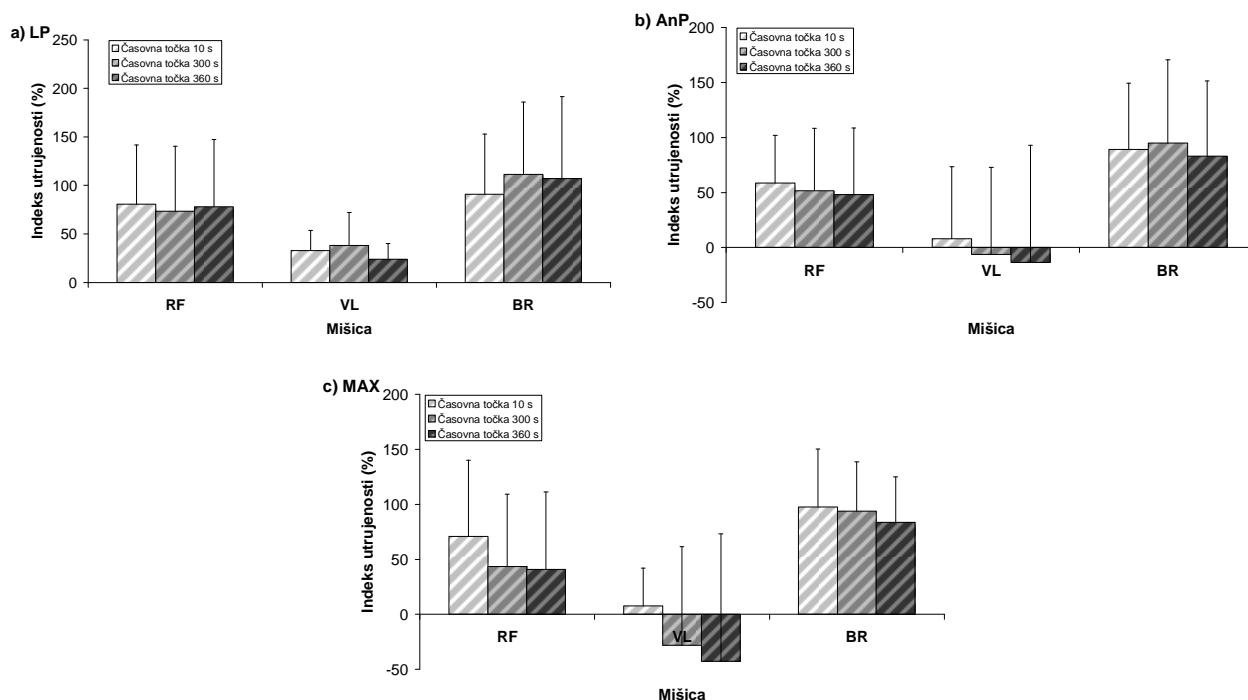 a) LP
250
200
150
100
50
0
Indeks utrujenosti (%)
Časovna točka 10 s
Časovna točka 300 s
Časovna točka 360 s
RF VL BR
Mišica
b) AnP
200
150
100
50
0
-50
Indeks utrujenosti (%)
Časovna točka 10 s
Časovna točka 300 s
Časovna točka 360 s
RF VL BR
Mišica
c) MAX
200
150
100
50
0
-50
Indeks utrujenosti (%)
Časovna točka 10 s
Časovna točka 300 s
Časovna točka 360 s
RF VL BR
Mišica